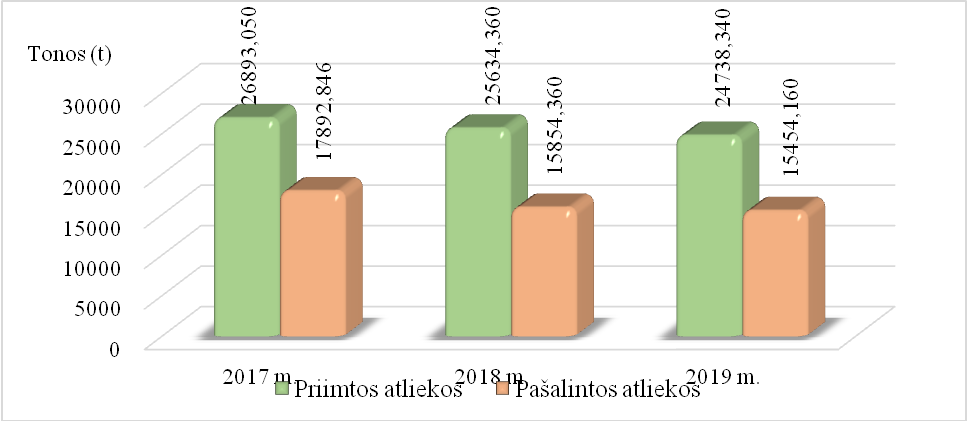 Tonos (t)
30000
25000
20000
15000
10000
5000
0
26893,050
17892,846
25634,360
15854,360
24738,340
15454,160
2017 m.
2018 m.
2019 m.
Priimtos atliekos
Pašalintos atliekos